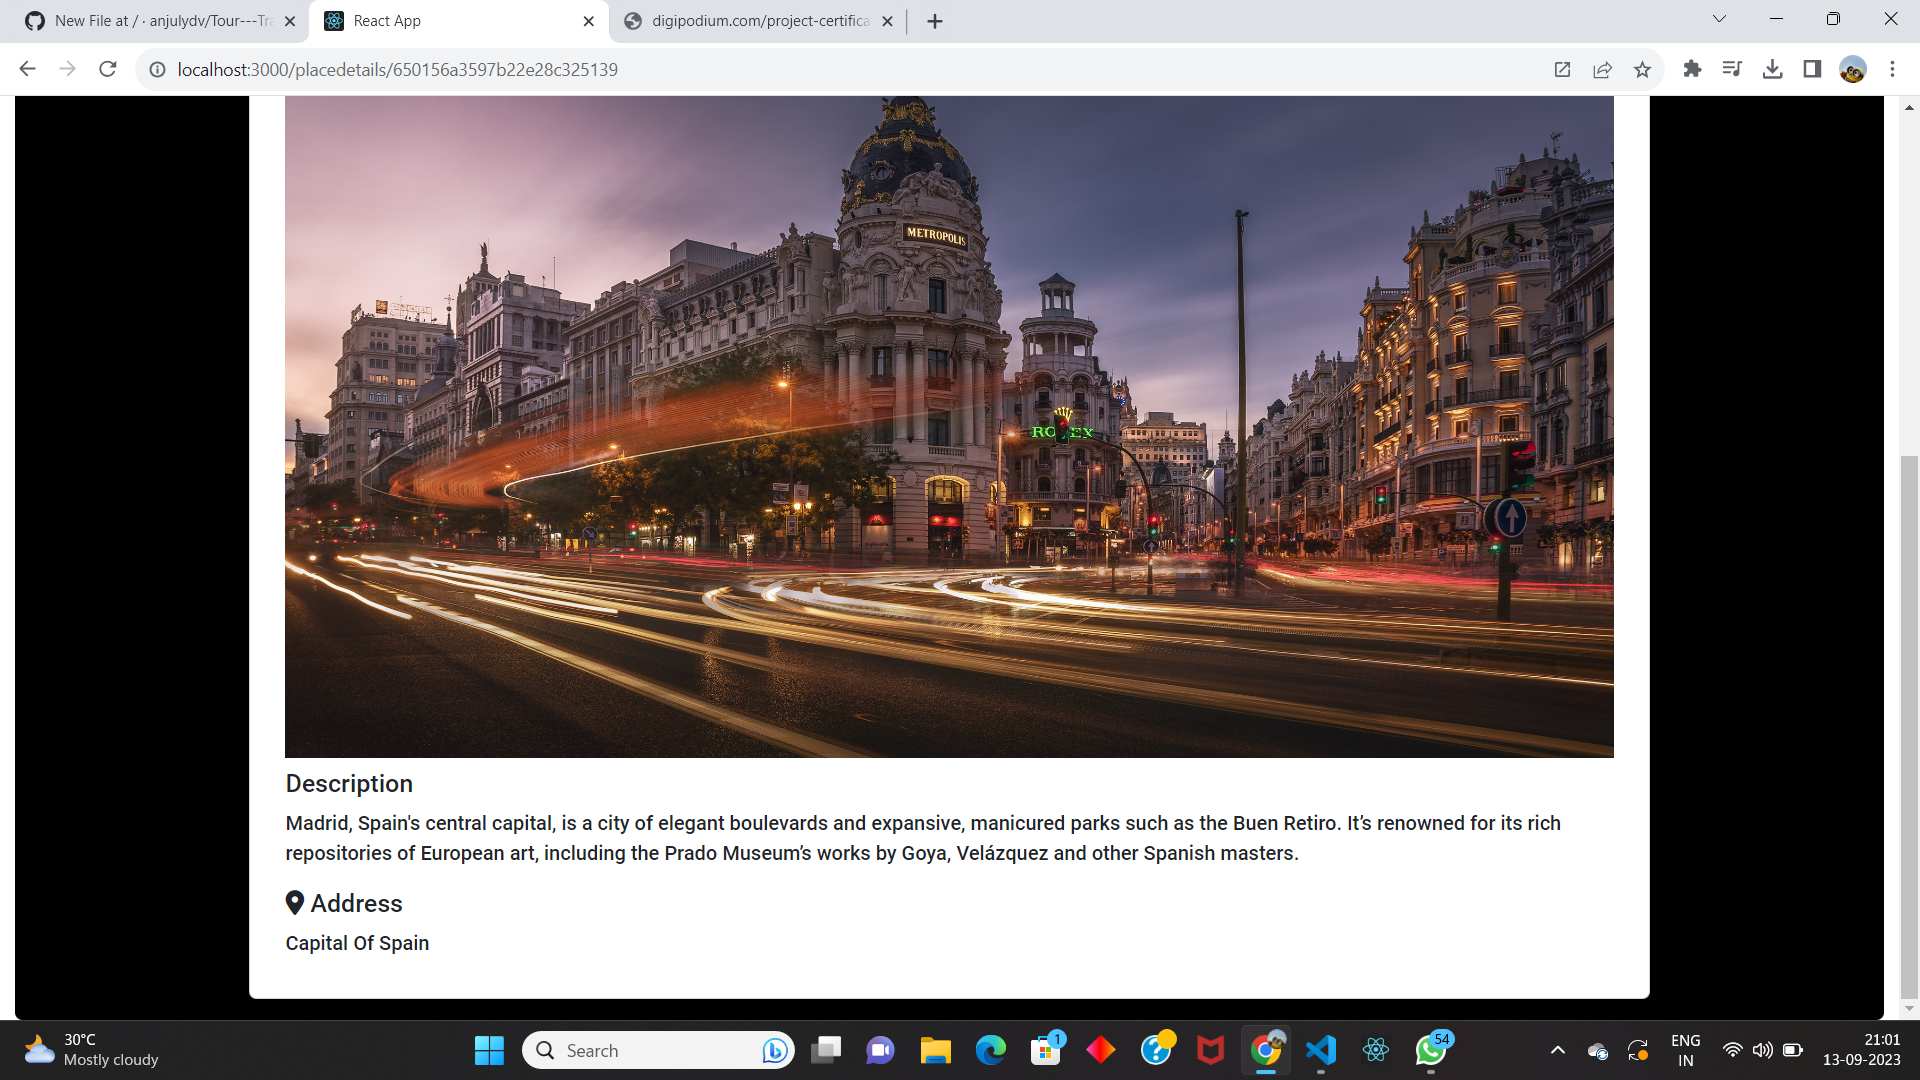 New File at / · anjulydv/Tour---Tra
React App
digipodium.com/project-certifica
localhost:3000/placedetails/650156a3597b22e28c325139
METROPOLIS
ROLEX
Description
Madrid, Spain's central capital, is a city of elegant boulevards and expansive, manicured parks such as the Buen Retiro. It’s renowned for its rich
repositories of European art, including the Prado Museum’s works by Goya, Velázquez and other Spanish masters.
Address
Capital Of Spain
30°C
Mostly cloudy
Search
1
54
ENG
IN
21:01
13-09-2023